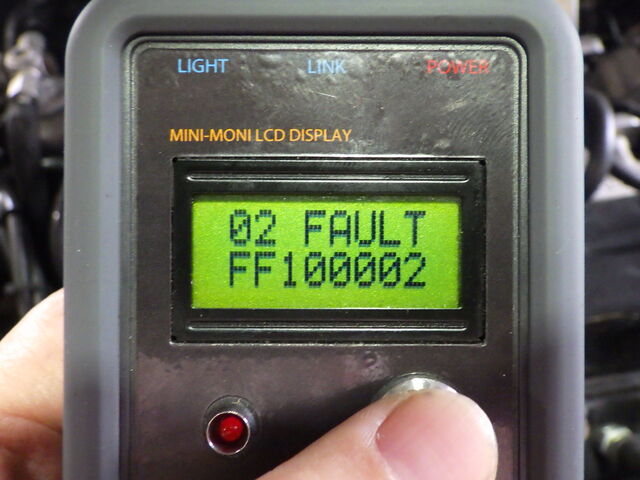 LIGHT LINK POWER
MINI-MONI LCD DISPLAY
02 FAULT
FF100002